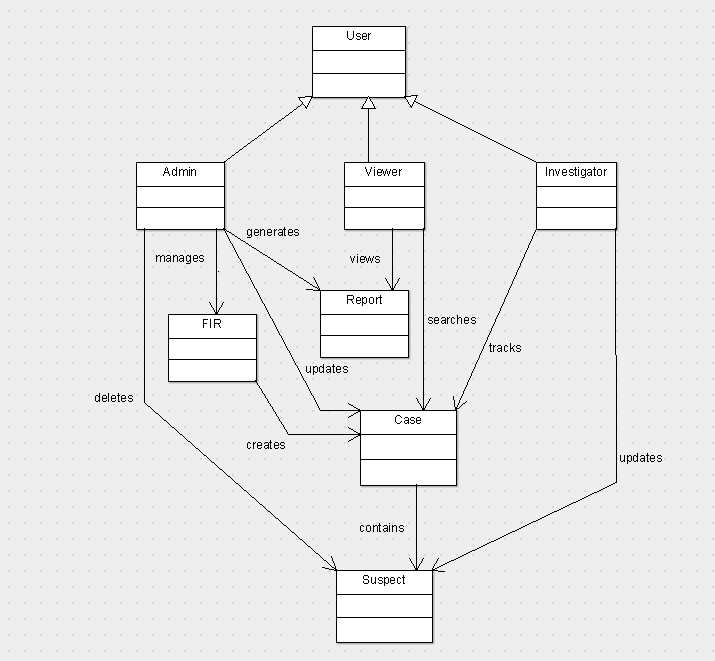 User
Admin
Viewer
Investigator
generates
manages
views
Report
FIR
searches
tracks
updates
deletes
Case
creates
updates
contains
Suspect